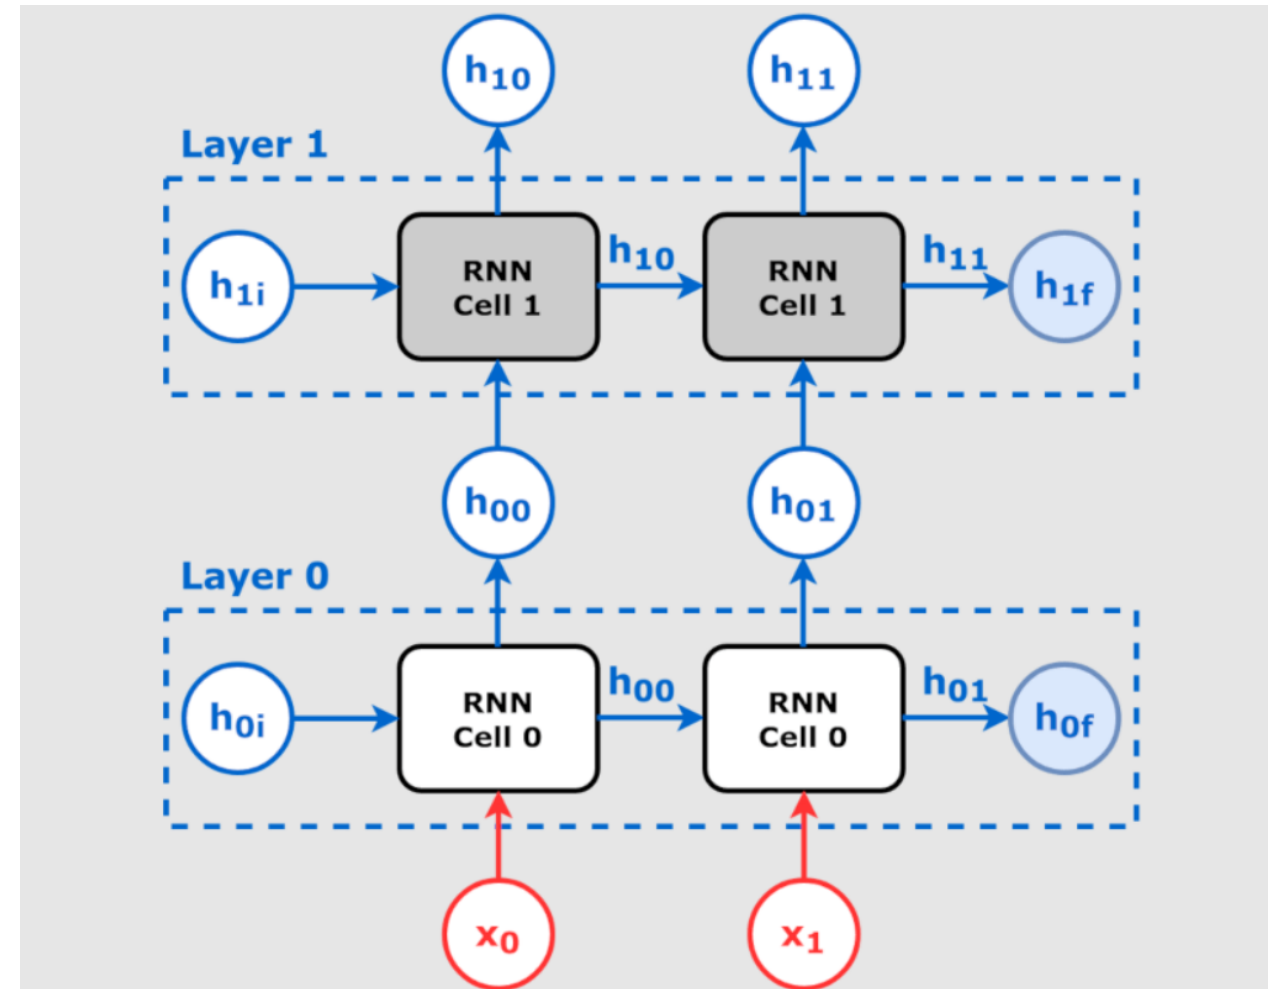 h₁₀ h₁₁
Layer 1
h₁ᵢ
RNN
Cell 1
h₁₀
RNN
Cell 1
h₁₁
h₁f
h₀₀ h₀₁
Layer 0
h₀ᵢ
RNN
Cell 0
h₀₀
RNN
Cell 0
h₀₁
h₀f
x₀ x₁